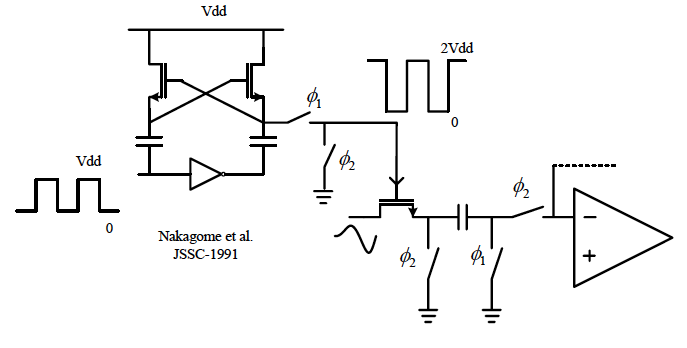 Vdd
2Vdd
ϕ1
0
ϕ2
Vdd
ϕ2
0
Nakagome et al.
JSSC-1991
ϕ2
ϕ1
−
+